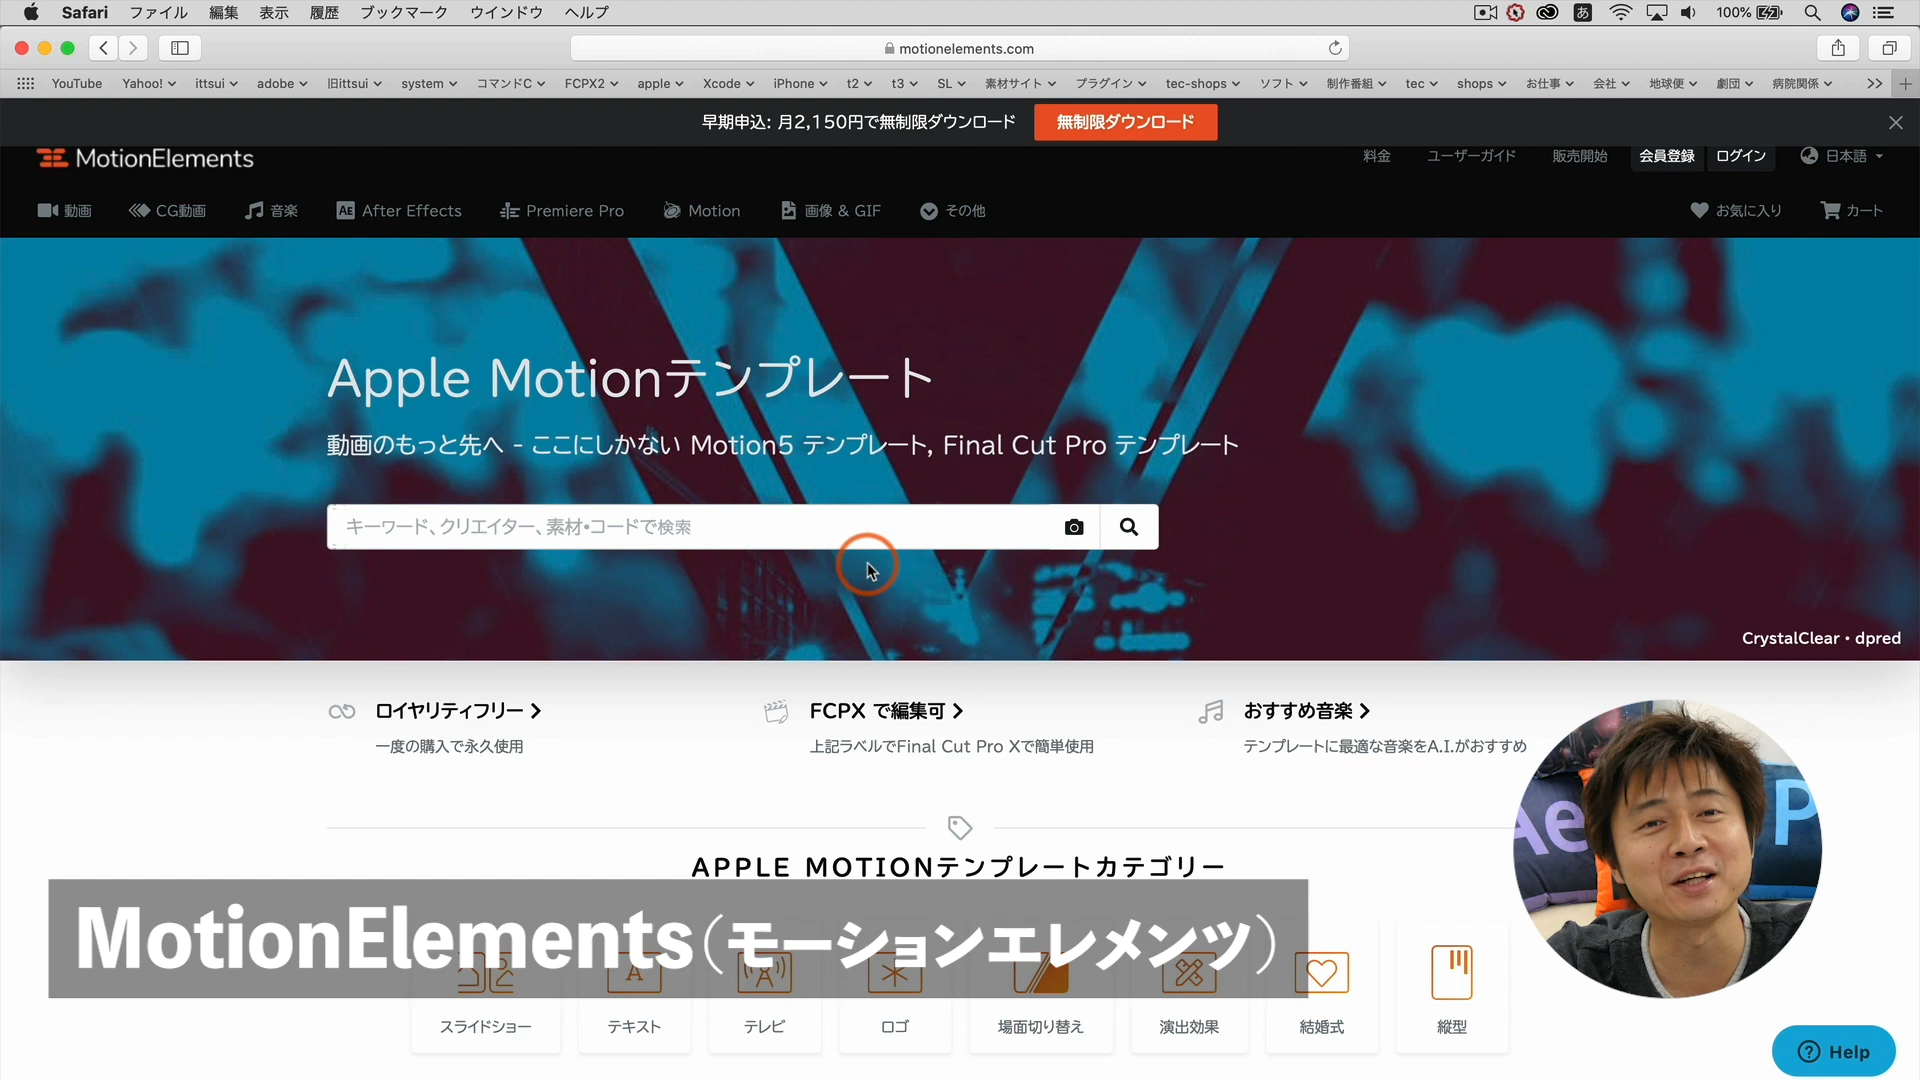 Safari ファイル 編集 表示 履歴 ブックマーク ウインドウ ヘルプ あ 100%
motionelements.com
YouTube Yahoo! ittsui adobe 旧ittsui system コマンドC FCPX2 apple Xcode iPhone t2 t3 SL 素材サイト プラグイン tec-shops ソフト 制作番組 tec shops お仕事 会社 地球便 劇団 病院関係
早期申込: 月2,150円で無制限ダウンロード 無制限ダウンロード
MotionElements 料金 ユーザーガイド 販売開始 会員登録 ログイン 日本語
動画 CG動画 音楽 AE After Effects Premiere Pro Motion 画像 & GIF その他 お気に入り カート
Apple Motionテンプレート
動画のもっと先へ - ここにしかない Motion5 テンプレート, Final Cut Pro テンプレート
キーワード、クリエイター、素材•コードで検索
CrystalClear • dpred
ロイヤリティフリー FCPX で編集可 おすすめ音楽
一度の購入で永久使用 上記ラベルでFinal Cut Pro Xで簡単使用 テンプレートに最適な音楽をA.I.がおすすめ
Ae P
APPLE MOTIONテンプレートカテゴリー
MotionElements(モーションエレメンツ)
スライドショー テキスト テレビ ロゴ 場面切り替え 演出効果 結婚式 縦型
Help